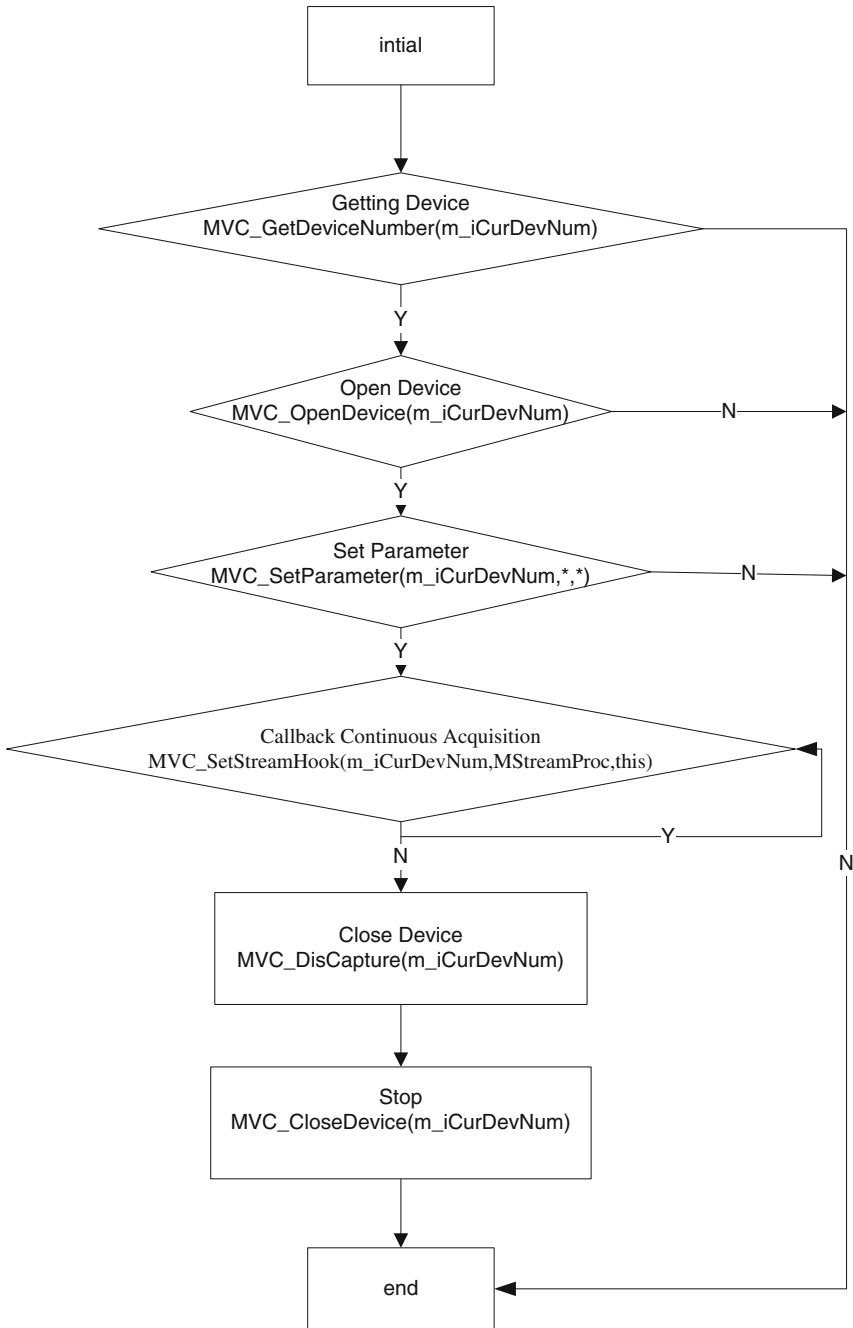 intial
Getting Device
MVC_GetDeviceNumber(m_iCurDevNum)
Y
Open Device
MVC_OpenDevice(m_iCurDevNum)
N
Y
Set Parameter
MVC_SetParameter(m_iCurDevNum,*,*)
N
Y
Callback Continuous Acquisition
MVC_SetStreamHook(m_iCurDevNum,MStreamProc,this)
Y
N
N
Close Device
MVC_DisCapture(m_iCurDevNum)
Stop
MVC_CloseDevice(m_iCurDevNum)
end